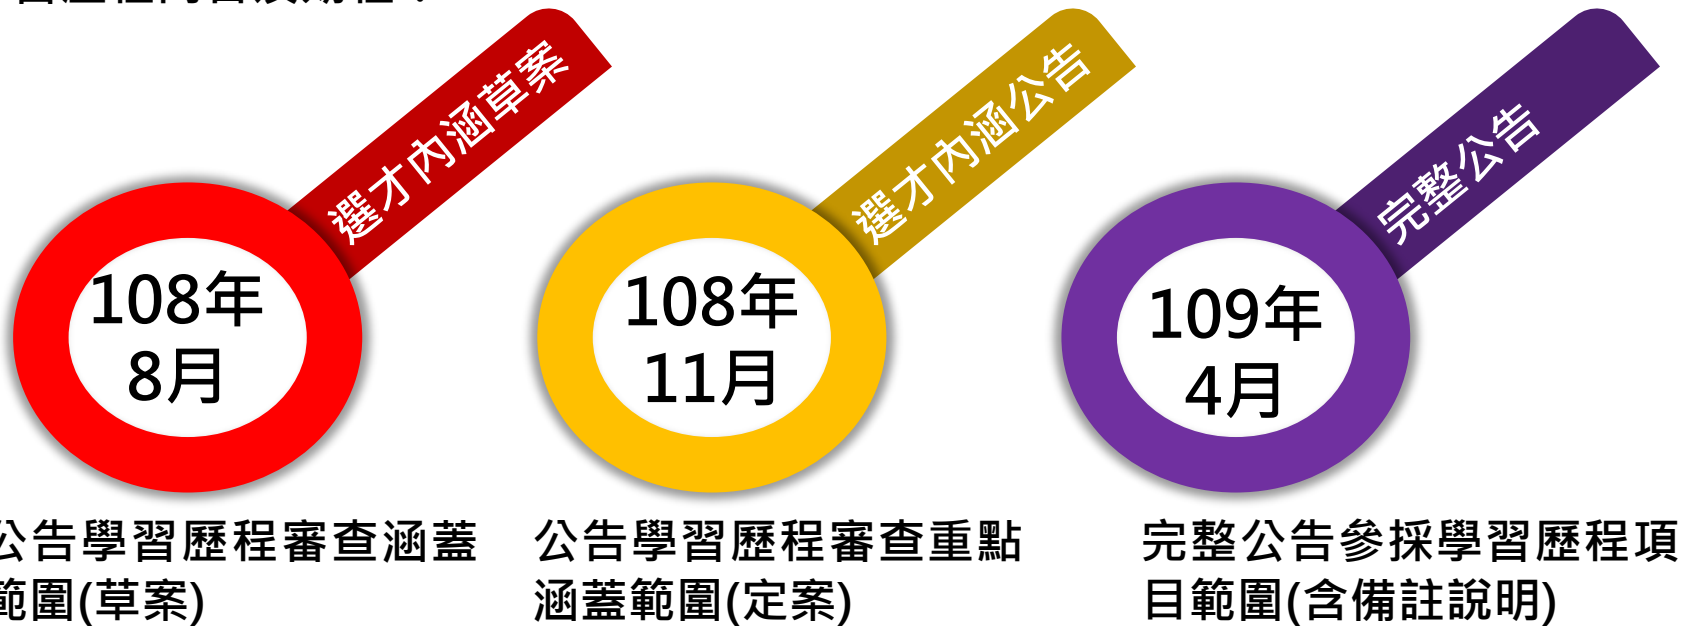 選才內涵草案
108年
8月
公告學習歷程審查涵蓋
範圍(草案)
選才內涵公告
108年
11月
公告學習歷程審查重點
涵蓋範圍(定案)
完整公告
109年
4月
完整公告參採學習歷程項
目範圍(含備註說明)